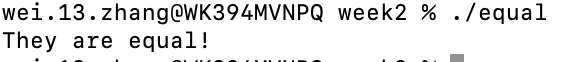 wei.13.zhang@WK394MVNPQ week2 % ./equal
They are equal!